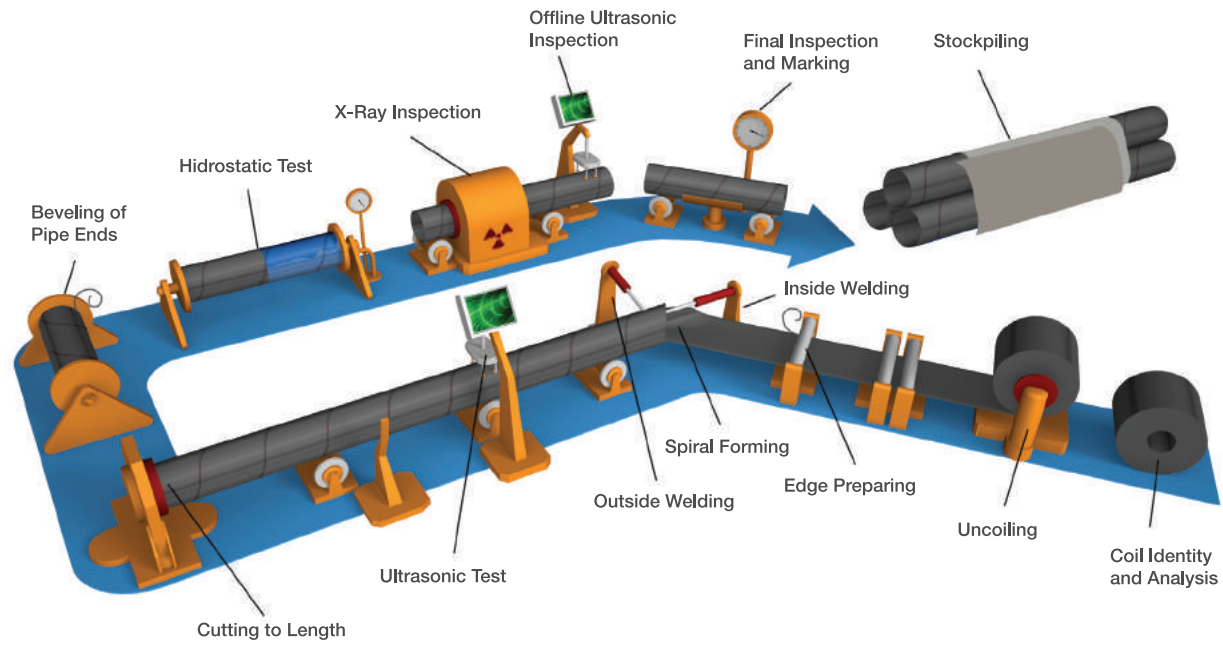 Offline Ultrasonic
Inspection
Final Inspection
and Marking
Stockpiling
X-Ray Inspection
Hidrostatic Test
Beveling of
Pipe Ends
Inside Welding
Spiral Forming
Edge Preparing
Outside Welding
Uncoiling
Coil Identity
and Analysis
Ultrasonic Test
Cutting to Length